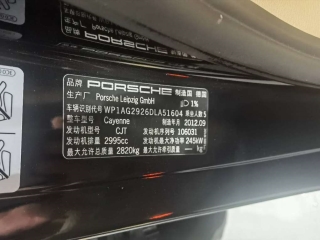 品牌 PORSCHE 制造国 德国
生产厂 Porsche Leipzig GmbH 1%
车辆识别代号 WP1AG2926DLA51604 乘坐人数 5
整车型号 Cayenne 制造年月 2012.09
发动机型号 CJT 发动机序列号 106031
发动机排量 2995cc 发动机最大净功率 245kW
最大允许总质量 2820kg kg